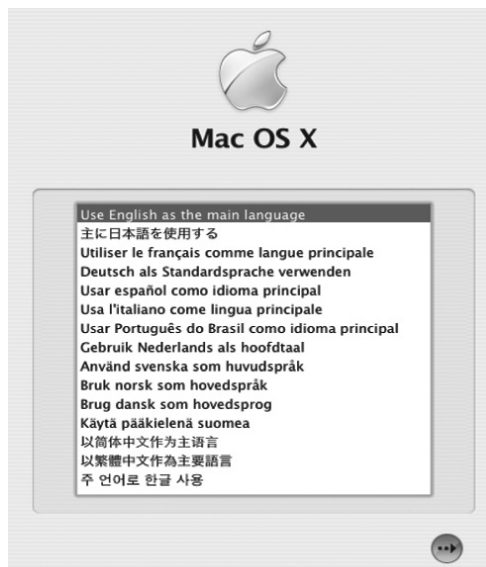 Mac OS X
Use English as the main language
主に日本語を使用する
Utiliser le français comme langue principale
Deutsch als Standardsprache verwenden
Usar español como idioma principal
Usa l'italiano come lingua principale
Usar Português do Brasil como idioma principal
Gebruik Nederlands als hoofdtaal
Använd svenska som huvudspråk
Bruk norsk som hovedspråk
Brug dansk som hovedsprog
Käytä pääkielenä suomea
以简体中文作为主语言
以繁體中文作為主要語言
주 언어로 한글 사용